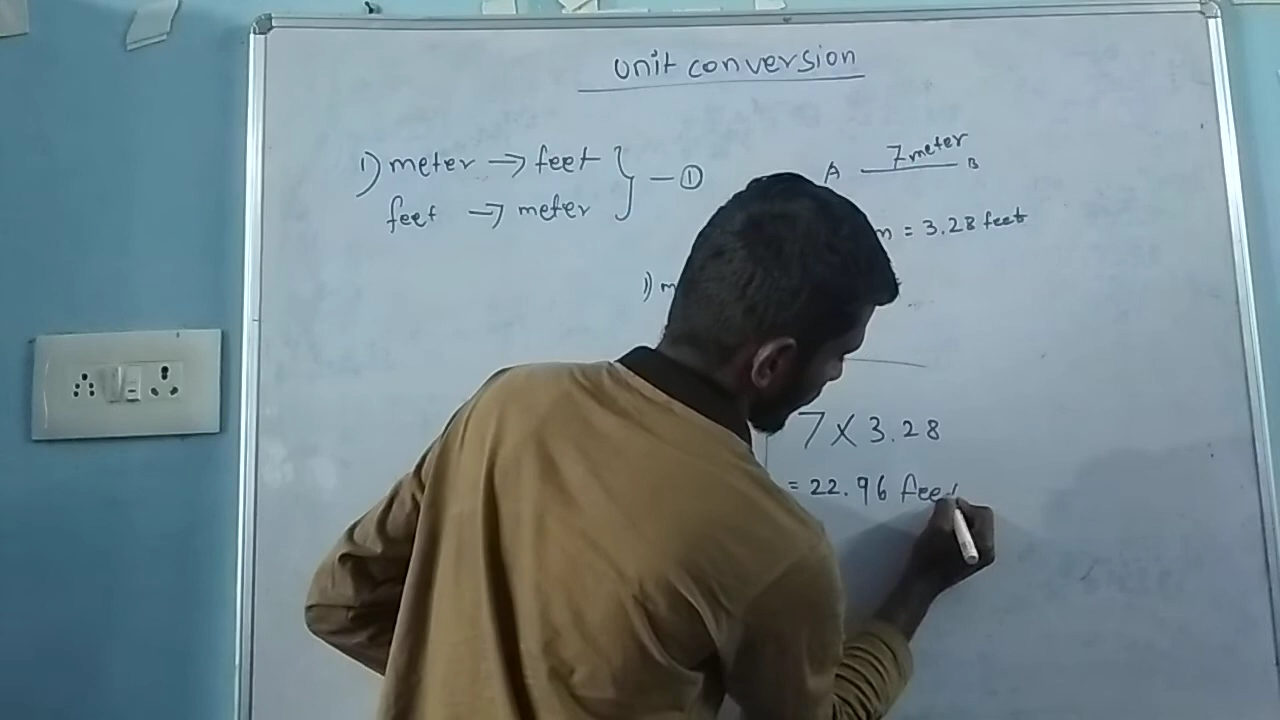 unit conversion
1) meter → feet } - ①
feet → meter
7 meter
A B
m = 3.28 feet
1) m
7 X 3.28
= 22.96 feet